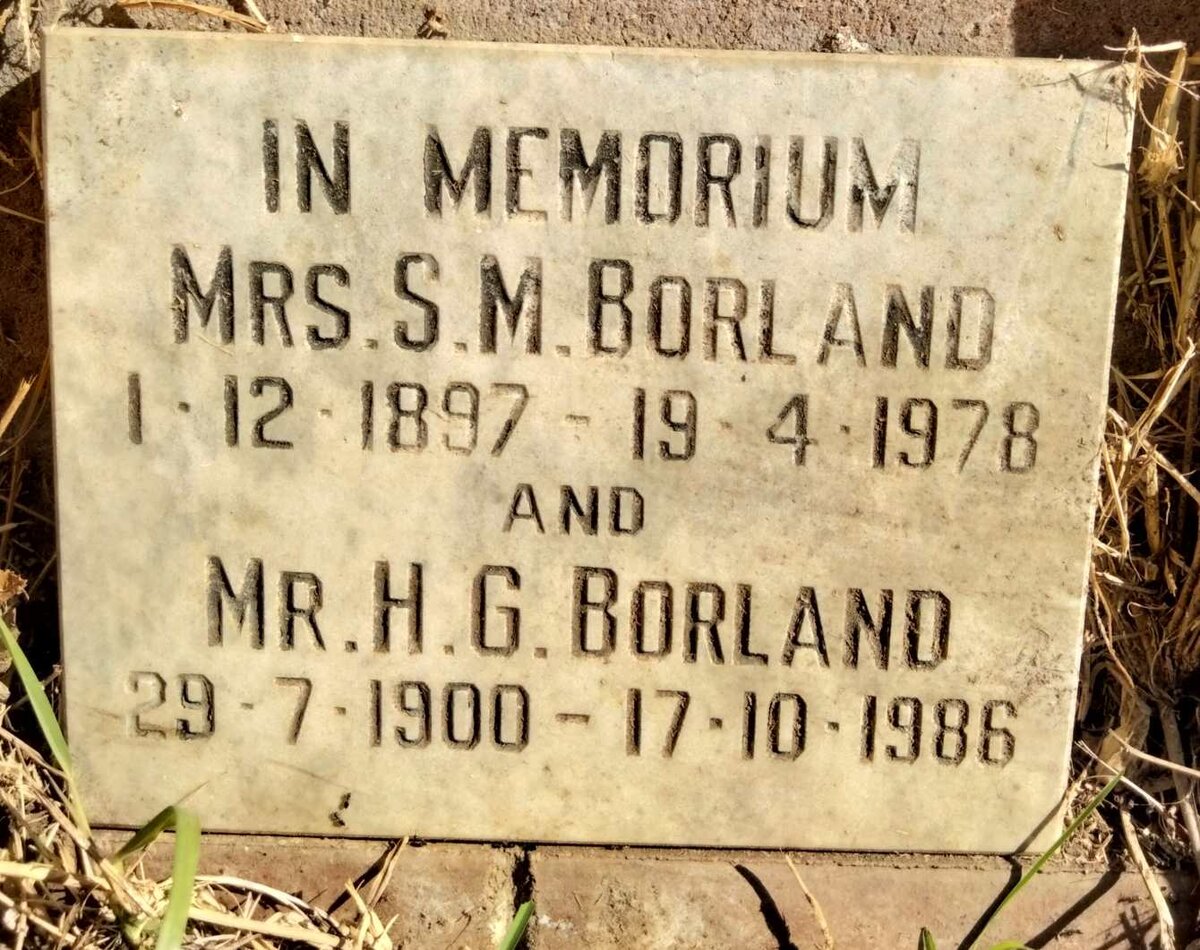 IN MEMORIUM
MRS. S. M. BORLAND
1 · 12 · 1897 - 19 · 4 · 1978
AND
MR. H. G. BORLAND
29 · 7 · 1900 - 17 · 10 · 1986